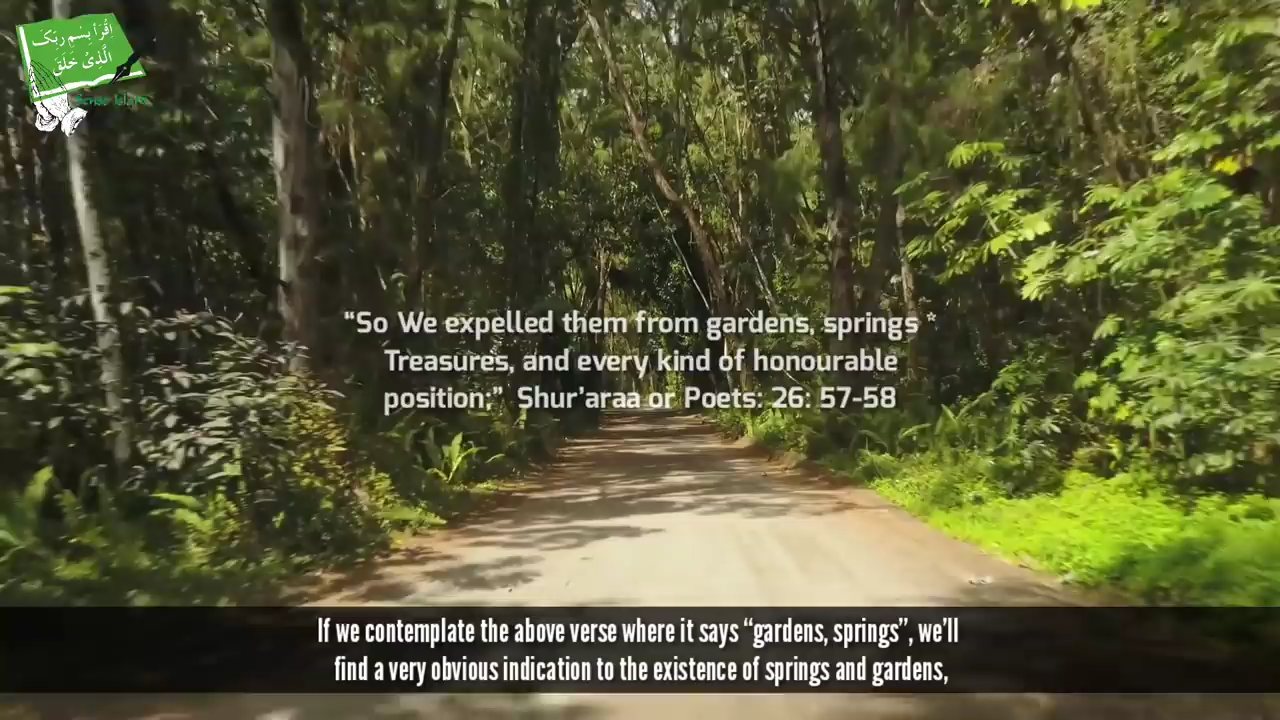 اقْرَأْ بِسْمِ رَبِّكَ
الَّذِيْ خَلَقَ
Sense Islam
“So We expelled them from gardens, springs *
Treasures, and every kind of honourable
position;” Shur’araa or Poets: 26: 57-58
If we contemplate the above verse where it says “gardens, springs”, we’ll
find a very obvious indication to the existence of springs and gardens,